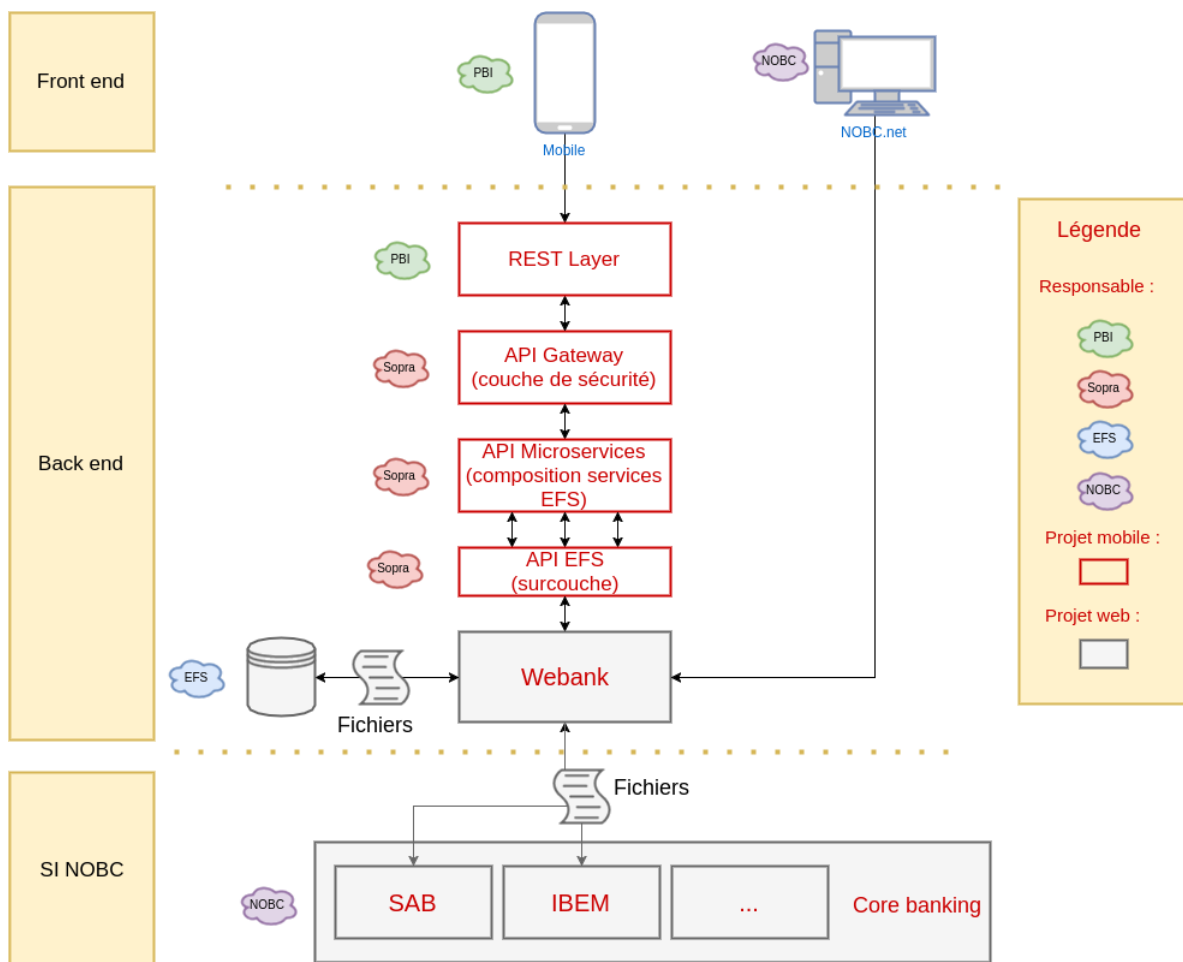 Front end
PBI
Mobile
NOBC
NOBC.net
Back end
PBI
REST Layer
Sopra
API Gateway
(couche de sécurité)
Sopra
API Microservices
(composition services
EFS)
Sopra
API EFS
(surcouche)
EFS
Fichiers
Webank
Légende
Responsable :
PBI
Sopra
EFS
NOBC
Projet mobile :
Projet web :
SI NOBC
Fichiers
NOBC
SAB
IBEM
...
Core banking